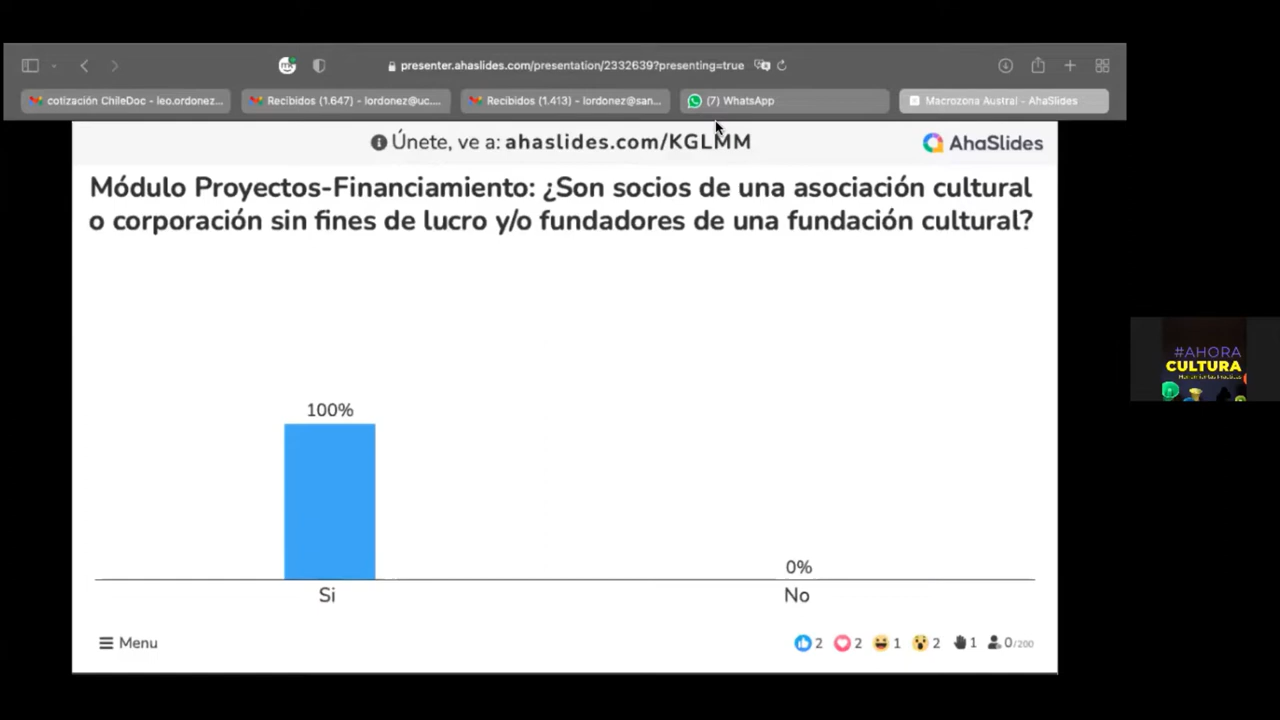 presenter.ahaslides.com/presentation/2332639?presenting=true
cotización ChileDoc - leo.ordonez...
Recibidos (1.647) - lordonez@uc....
Recibidos (1.413) - lordonez@san...
(7) WhatsApp
Macrozona Austral - AhaSlides
Únete, ve a: ahaslides.com/KGLMM
AhaSlides
Módulo Proyectos-Financiamiento: ¿Son socios de una asociación cultural
o corporación sin fines de lucro y/o fundadores de una fundación cultural?
#AHORA
CULTURA
100%
0%
Si
No
Menu
2
2
1
2
1
0/200